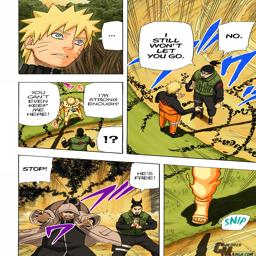 ...
I
STILL
WON'T
LET
YOU GO.
NO.
YOU
CAN'T
EVEN
KEEP
ME
HERE!
I'M
STRONG
ENOUGH!
!?
STOP!
HE'S
FREE!
SNIP